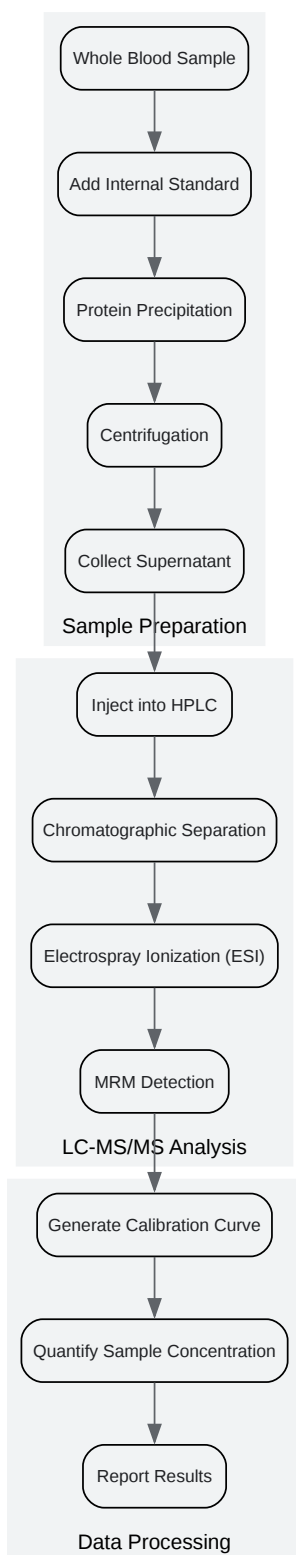 Whole Blood Sample
Add Internal Standard
Protein Precipitation
Centrifugation
Collect Supernatant
Sample Preparation
Inject into HPLC
Chromatographic Separation
Electrospray Ionization (ESI)
MRM Detection
LC-MS/MS Analysis
Generate Calibration Curve
Quantify Sample Concentration
Report Results
Data Processing